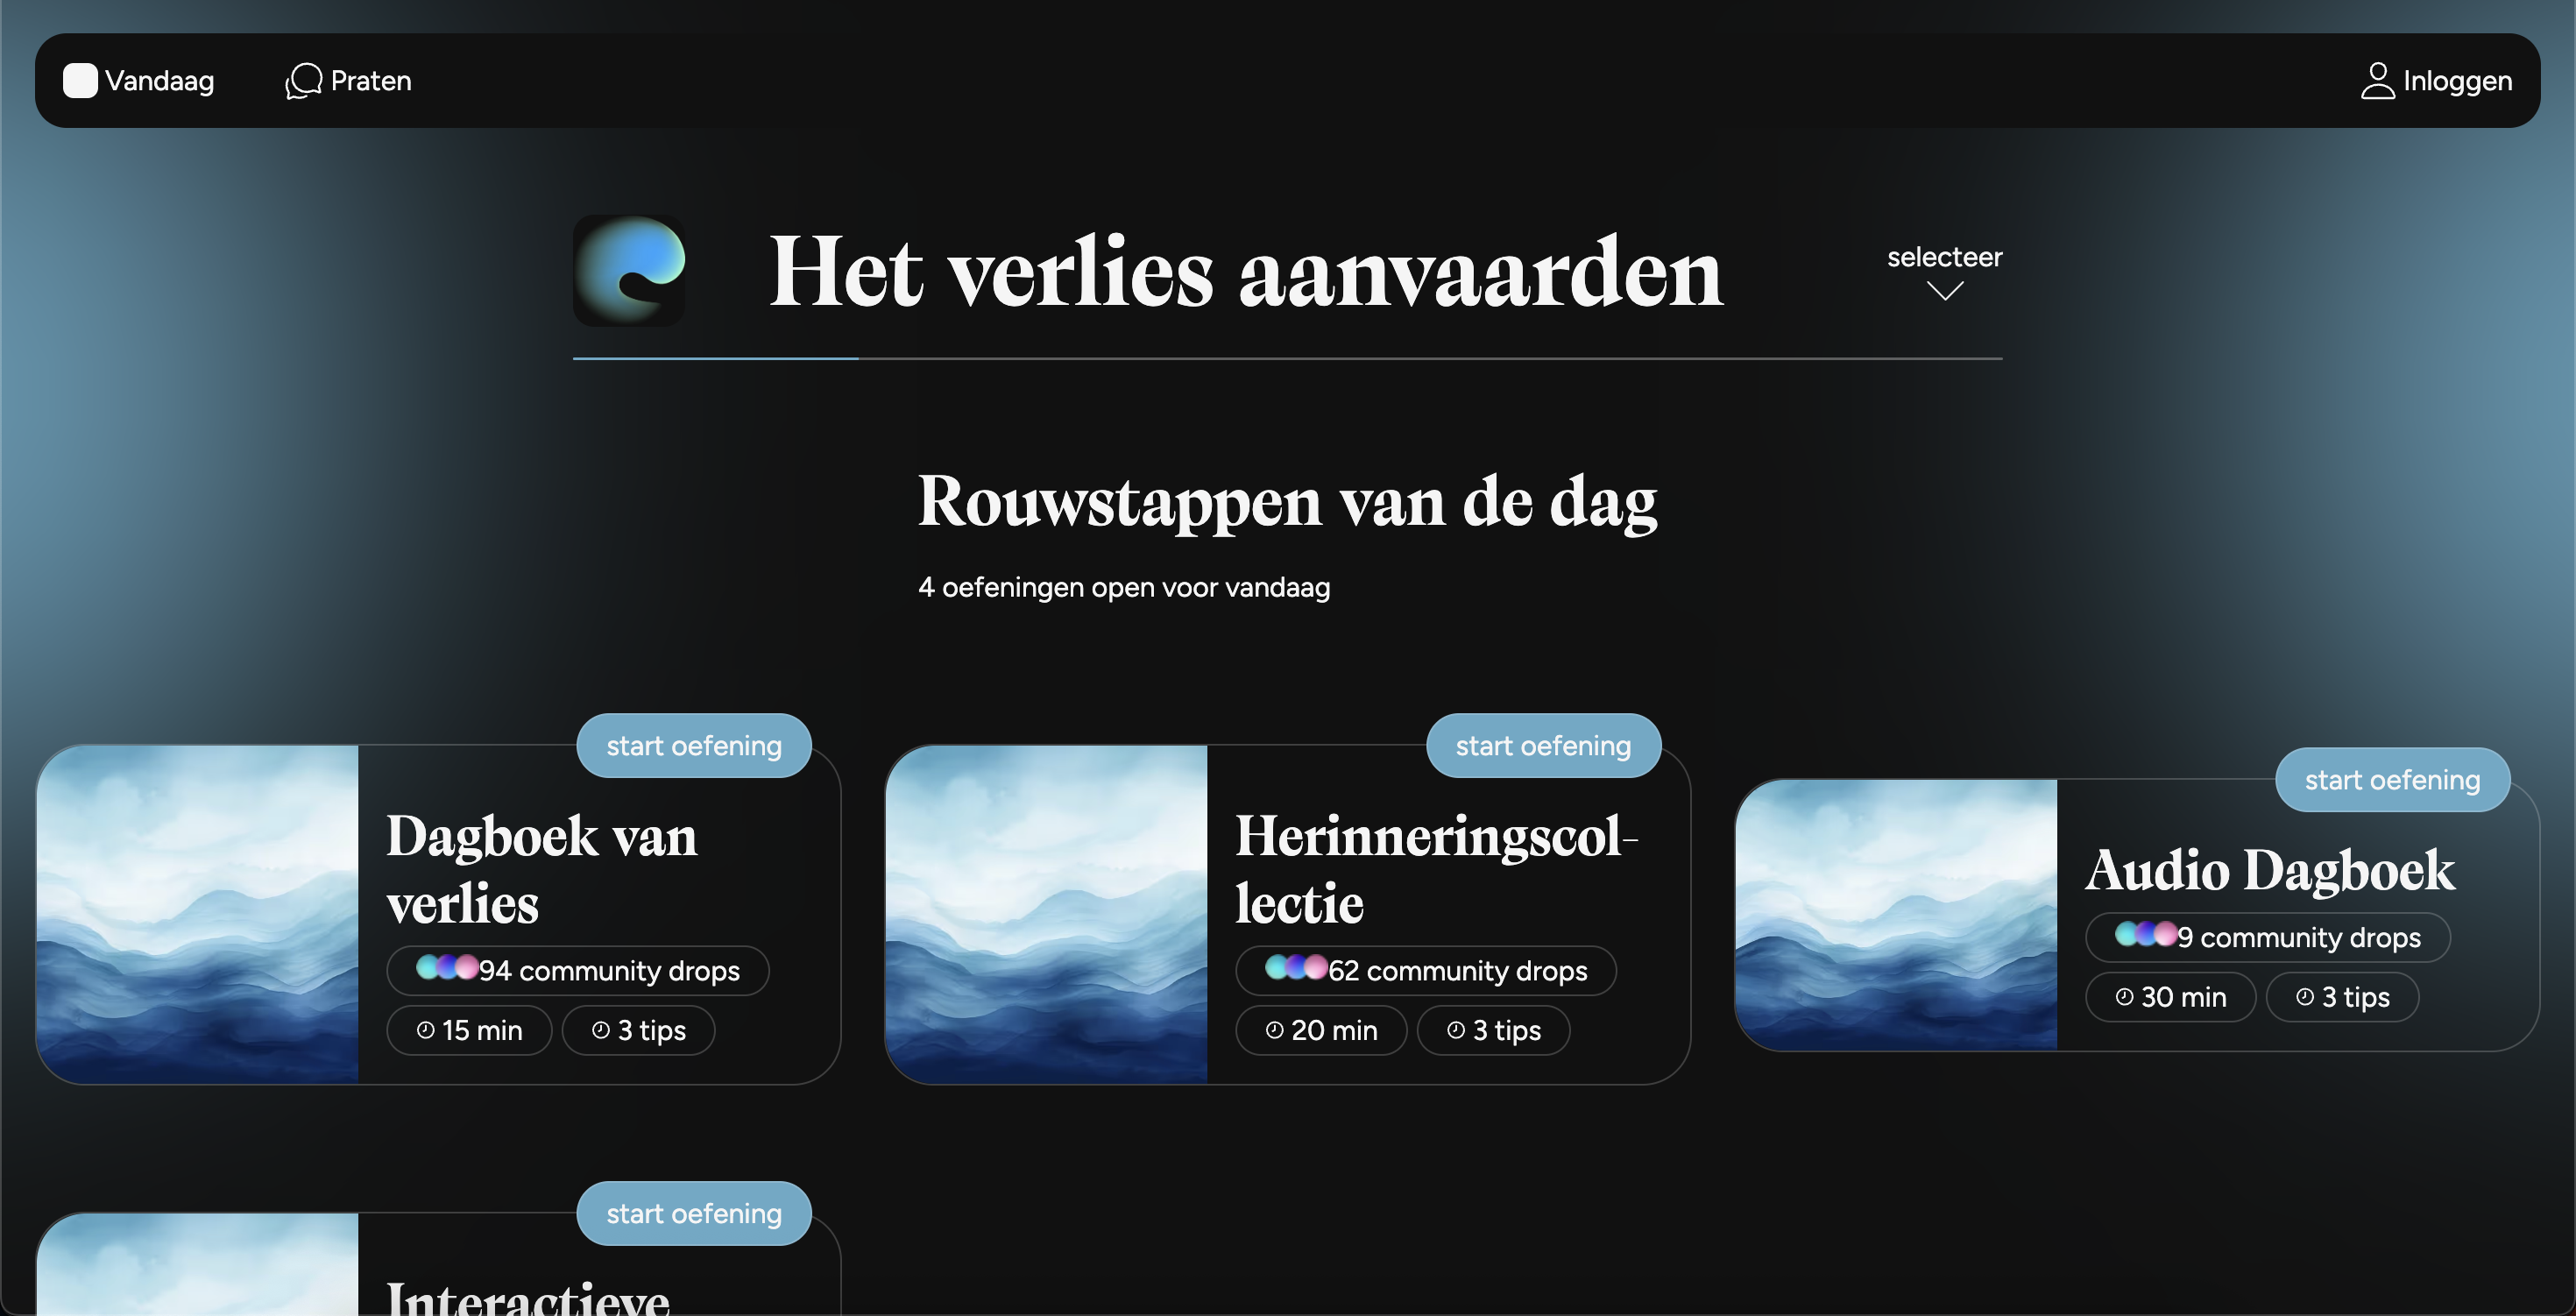 Vandaag
Praten
Inloggen
Het verlies aanvaarden
selecteer
Rouwstappen van de dag
4 oefeningen open voor vandaag
start oefening
Dagboek van
verlies
94 community drops
15 min
3 tips
start oefening
Herinneringscol-
lectie
62 community drops
20 min
3 tips
start oefening
Audio Dagboek
9 community drops
30 min
3 tips
start oefening
Interactieve